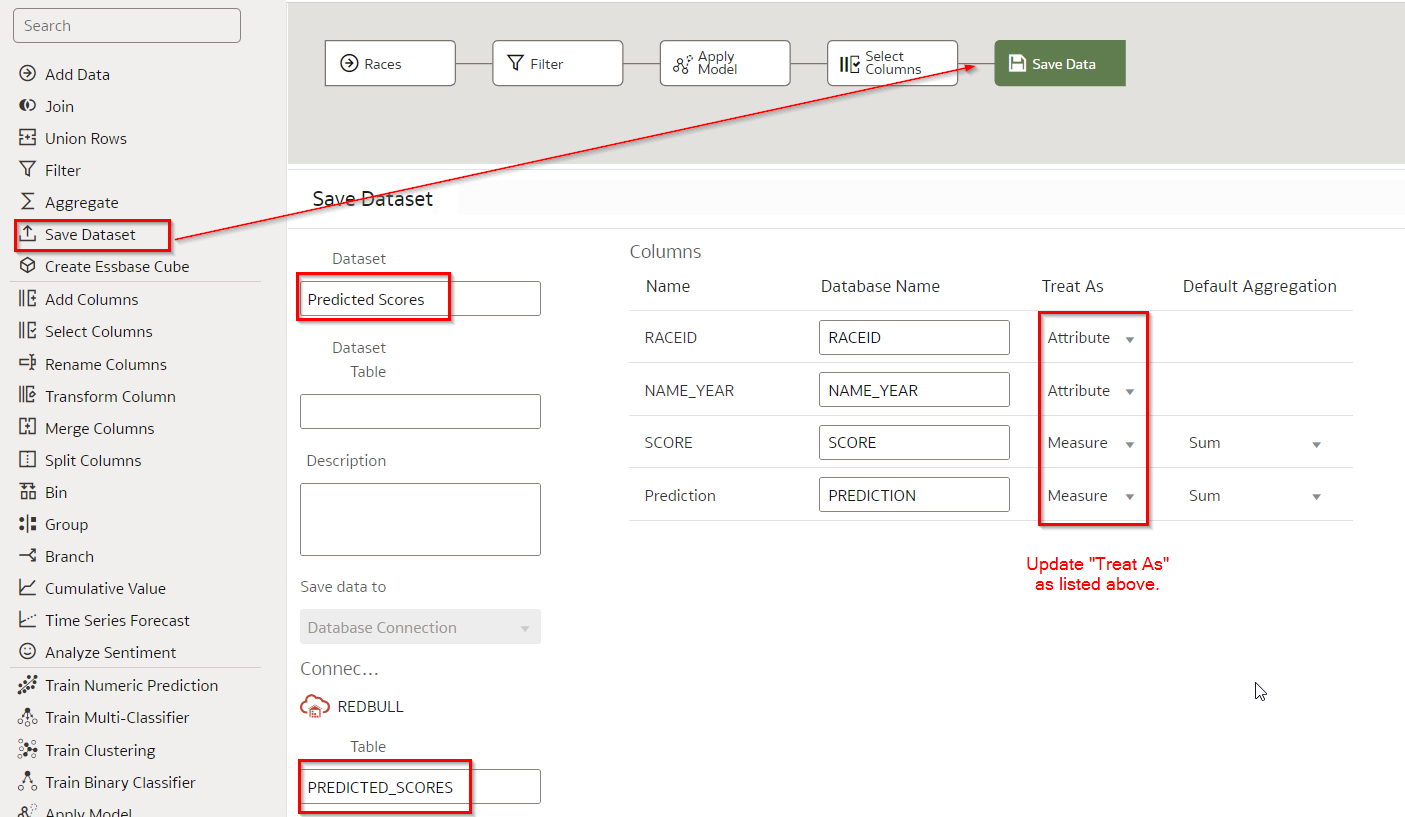 Search
Add Data
Join
Union Rows
Filter
Aggregate
Save Dataset
Create Essbase Cube
Add Columns
Select Columns
Rename Columns
Transform Column
Merge Columns
Split Columns
Bin
Group
Branch
Cumulative Value
Time Series Forecast
Analyze Sentiment
Train Numeric Prediction
Train Multi-Classifier
Train Clustering
Train Binary Classifier
Apply Model
Races
Filter
Apply
Model
Select
Columns
Save Data
Save Dataset
Dataset
Predicted Scores
Dataset
Table
Description
Save data to
Database Connection
Connec...
REDBULL
Table
PREDICTED_SCORES
Columns
Name Database Name Treat As Default Aggregation
RACEID RACEID Attribute
NAME_YEAR NAME_YEAR Attribute
SCORE SCORE Measure Sum
Prediction PREDICTION Measure Sum
Update "Treat As"
as listed above.